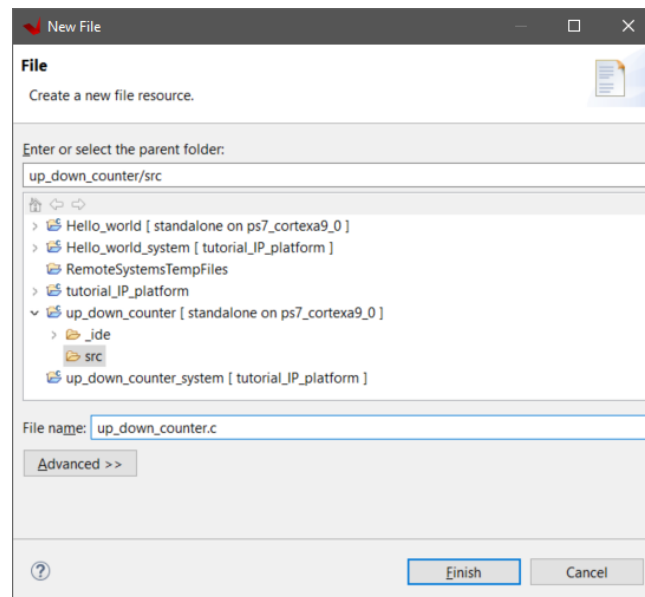 New File
File
Create a new file resource.
Enter or select the parent folder:
up_down_counter/src
Hello_world [ standalone on ps7_cortexa9_0 ]
Hello_world_system [ tutorial_IP_platform ]
RemoteSystemsTempFiles
tutorial_IP_platform
up_down_counter [ standalone on ps7_cortexa9_0 ]
_ide
src
up_down_counter_system [ tutorial_IP_platform ]
File name: up_down_counter.c
Advanced >>
? Finish Cancel